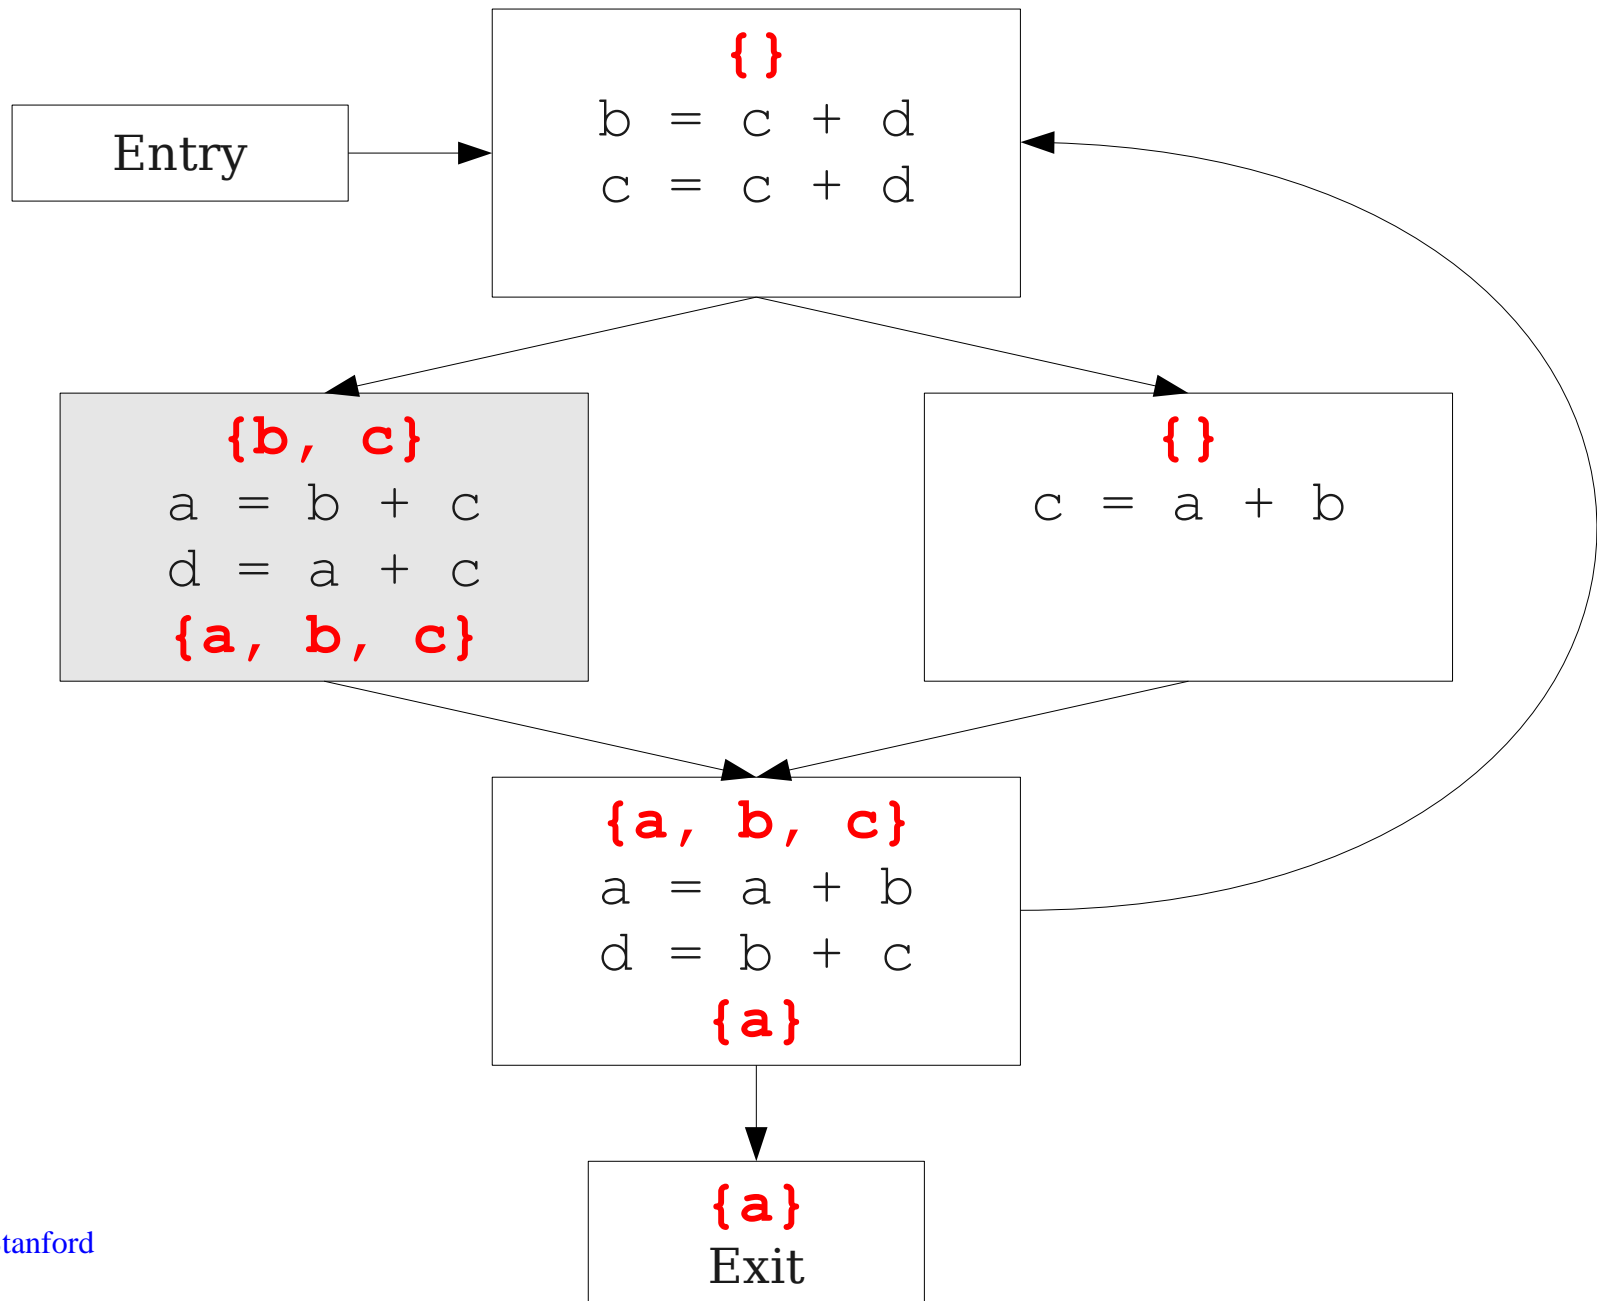 {}
b = c + d
c = c + d
Entry
{b, c}
a = b + c
d = a + c
{a, b, c}
{}
c = a + b
{a, b, c}
a = a + b
d = b + c
{a}
{a}
Exit
tanford